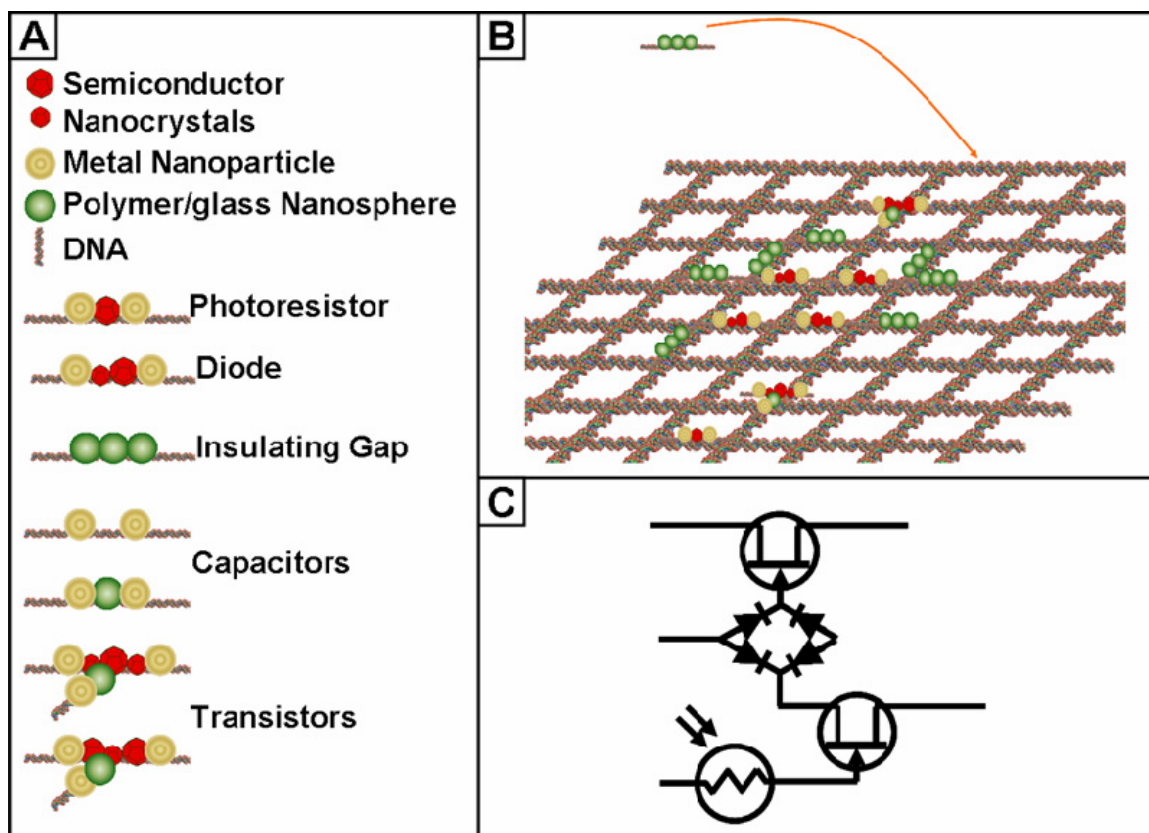 A
Semiconductor
Nanocrystals
Metal Nanoparticle
Polymer/glass Nanosphere
DNA
Photoresistor
Diode
Insulating Gap
Capacitors
Transistors
B
C